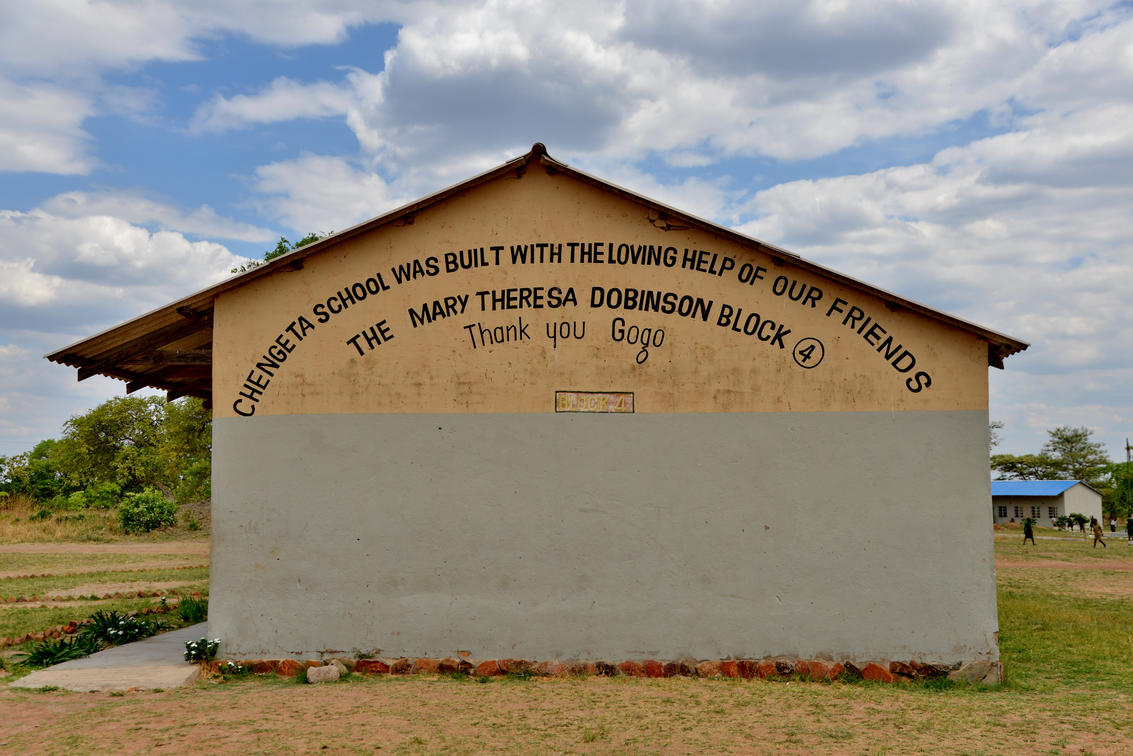 CHENGETA SCHOOL WAS BUILT WITH THE LOVING HELP OF OUR FRIENDS
THE MARY THERESA DOBINSON BLOCK 4
Thank you Gogo
BLOCK 4